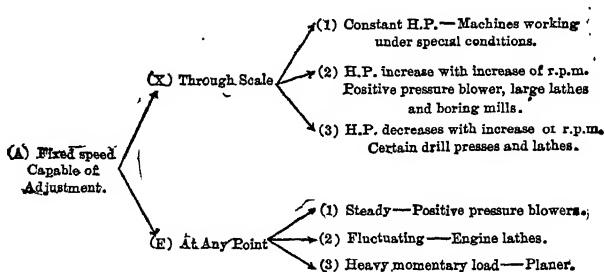 (1) Constant H.P.—Machines working
under special conditions.
(X) Through Scale
(2) H.P. increase with increase of r.p.m.
Positive pressure blower, large lathes
and boring mills.
(3) H.P. decreases with increase of r.p.m.
Certain drill presses and lathes.
(A) Fixed speed
Capable of
Adjustment.
(1) Steady—Positive pressure blowers.
(E) At Any Point
(2) Fluctuating—Engine lathes.
(3) Heavy momentary load—Planer.